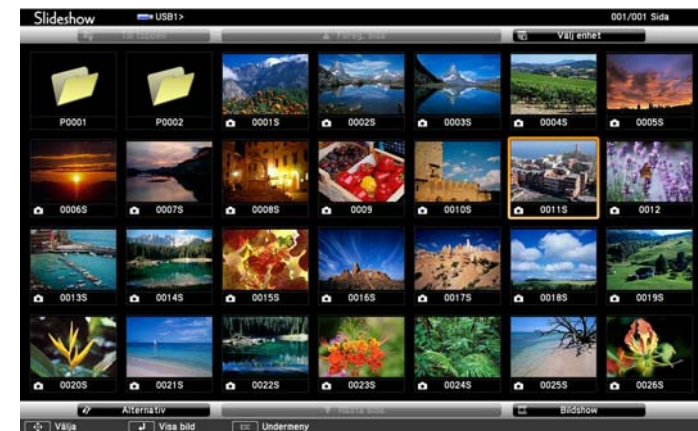 Slideshow USB1> 001/001 Sida
Till toppen ▲ Föreg. sida Välj enhet
P0001 P0002 0001S 0002S 0003S 0004S 0005S
0006S 0007S 0008S 0009 0010S 0011S 0012
0013S 0014S 0015S 0016S 0017S 0018S 0019S
0020S 0021S 0022S 0023S 0024S 0025S 0026S
Alternativ ▼ Nästa sida Bildshow
Välja Visa bild Esc Undermeny